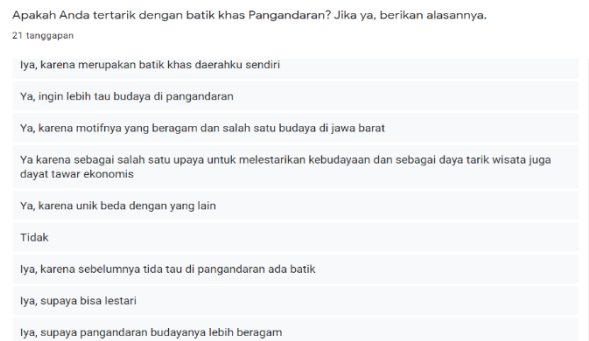 Apakah Anda tertarik dengan batik khas Pangandaran? Jika ya, berikan alasannya.
21 tanggapan
Iya, karena merupakan batik khas daerahku sendiri
Ya, ingin lebih tau budaya di pangandaran
Ya, karena motifnya yang beragam dan salah satu budaya di jawa barat
Ya karena sebagai salah satu upaya untuk melestarikan kebudayaan dan sebagai daya tarik wisata juga
dayat tawar ekonomis
Ya, karena unik beda dengan yang lain
Tidak
Iya, karena sebelumnya tida tau di pangandaran ada batik
Iya, supaya bisa lestari
Iya, supaya pangandaran budayanya lebih beragam